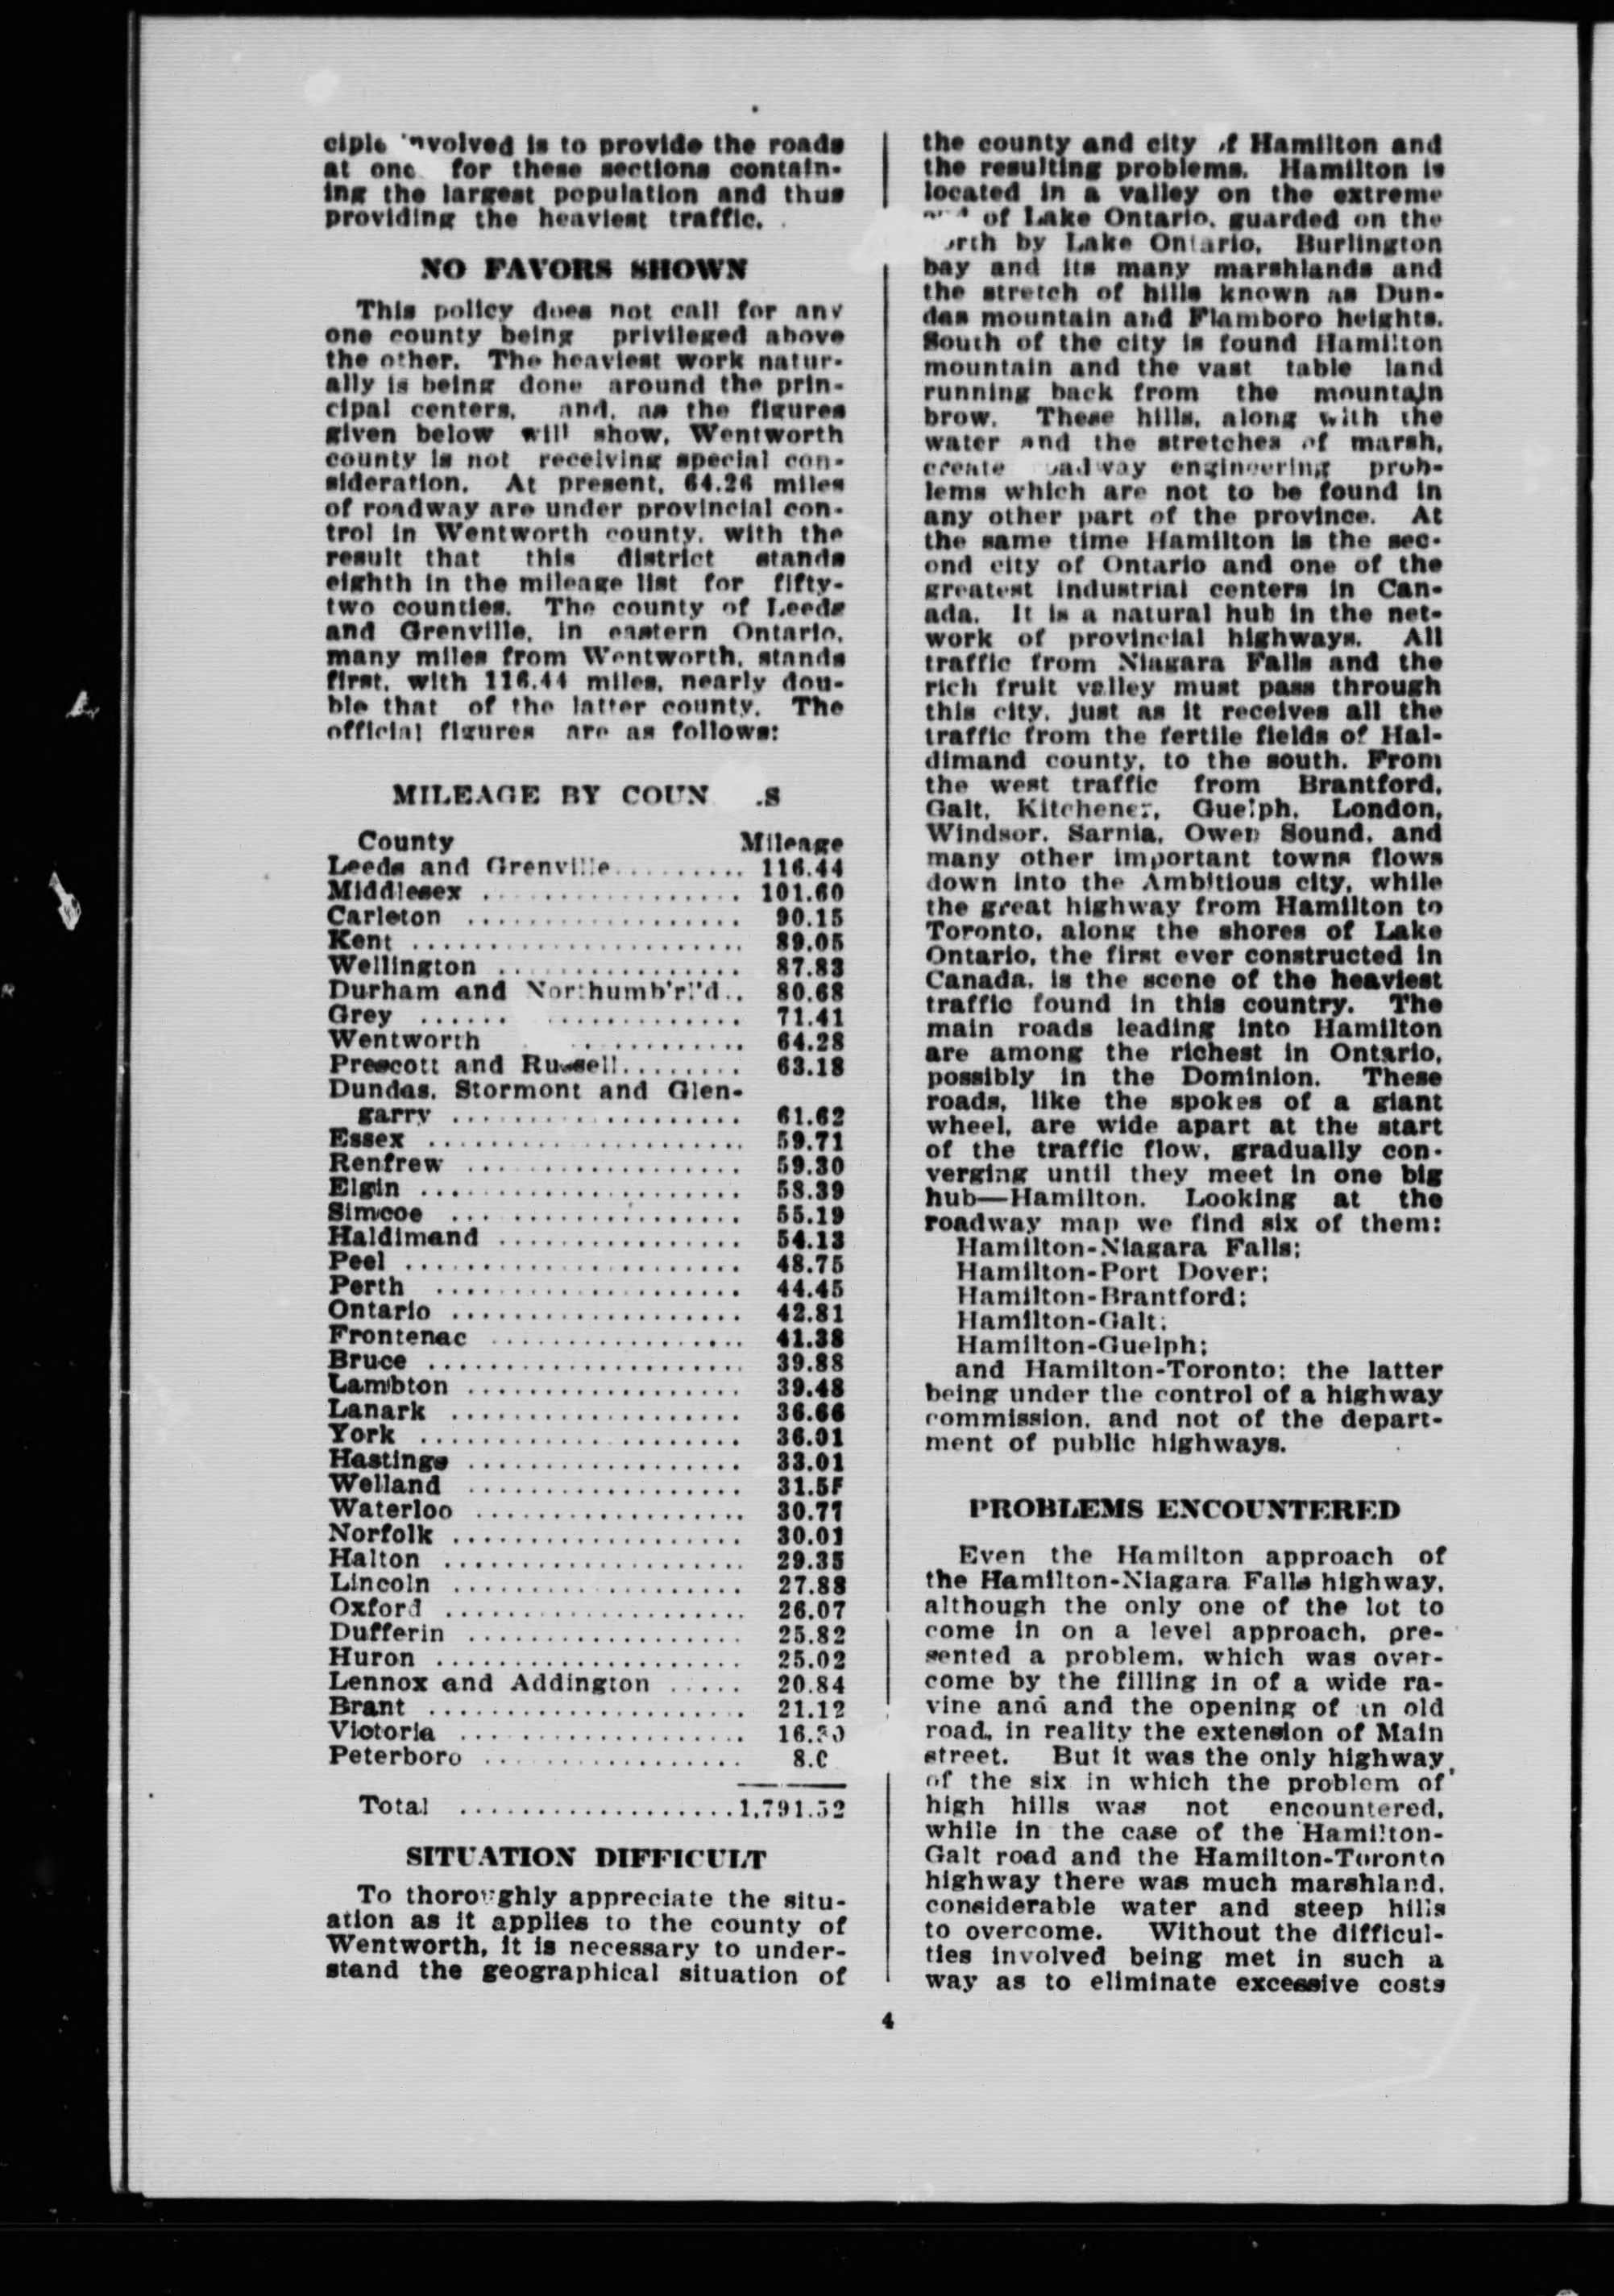 involved is to provide the roads
at for these sections contain-
ing the largest population and thus
providing the heaviest traffic.
NO FAVORS SHOWN
This policy does not call for any
one county being privileged above
the other. The heaviest work natur-
ally is being done around the prin-
cipal centers, and, as the figures
given below will show, Wentworth
county is not receiving special con-
sideration. At present, 64.26 miles
of roadway are under provincial con-
trol in Wentworth county, with the
result that this district stands
eighth in the mileage list for fifty-
two counties. The county of Leeds
and Grenville, in eastern Ontario,
many miles from Wentworth, stands
first, with 116.44 miles, nearly dou-
ble that of the latter county. The
official figures are as follows:
MILEAGE BY
County Mileage
Leeds and Grenville.......... 116.44
Middlesex ................. 101.60
Carleton .................. 90.15
Kent ...................... 89.05
Wellington ................ 87.83
Durham and Northumb'rl'd.. 80.68
Grey ...... ............. 71.41
Wentworth ........... 64.28
Prescott and Russell........ 63.18
Dundas, Stormont and Glen-
garry ................... 61.62
Essex ..................... 59.71
Renfrew .................. 59.30
Elgin ..................... 58.39
Simcoe ................... 55.19
Haldimand ................ 54.13
Peel ...................... 48.75
Perth .................... 44.45
Ontario ................... 42.81
Frontenac ................. 41.38
Bruce ..................... 39.88
Lambton .................. 39.48
Lanark ................... 36.66
York ..................... 36.01
Hastings .................. 33.01
Welland ..................
Waterloo .................. 30.77
Norfolk ................... 30.01
Halton .................... 29.35
Lincoln ................... 27.88
Oxford .................... 26.07
Dufferin .................. 25.82
Huron .................... 25.02
Lennox and Addington ..... 20.84
Brant ..................... 21.12
Victoria ...................
Peterboro .................
Total ..................1,791.52
SITUATION DIFFICULT
To thoroughly appreciate the situ-
ation as it applies to the county of
Wentworth, it is necessary to under-
stand the geographical situation of
the county and city of Hamilton and
the resulting problems. Hamilton is
located in a valley on the extreme
of Lake Ontario, guarded on the
by Lake Ontario, Burlington
bay and its many marshlands and
the stretch of hills known as Dun-
das mountain and Flamboro heights.
South of the city is found Hamilton
mountain and the vast table land
running back from the mountain
brow. These hills, along with the
water and the stretches of marsh,
create engineering prob-
lems which are not to be found in
any other part of the province. At
the same time Hamilton is the sec-
ond city of Ontario and one of the
greatest industrial centers in Can-
ada. It is a natural hub in the net-
work of provincial highways. All
traffic from Niagara Falls and the
rich fruit valley must pass through
this city, just as it receives all the
traffic from the fertile fields of Hal-
dimand county, to the south. From
the west traffic from Brantford,
Galt, Kitchener, Guelph, London,
Windsor, Sarnia, Owen Sound, and
many other important towns flows
down into the Ambitious city, while
the great highway from Hamilton to
Toronto, along the shores of Lake
Ontario, the first ever constructed in
Canada, is the scene of the heaviest
traffic found in this country. The
main roads leading into Hamilton
are among the richest in Ontario,
possibly in the Dominion. These
roads, like the spokes of a giant
wheel, are wide apart at the start
of the traffic flow, gradually con-
verging until they meet in one big
hub—Hamilton. Looking at the
roadway map we find six of them:
Hamilton-Niagara Falls;
Hamilton-Port Dover;
Hamilton-Brantford;
Hamilton-Galt;
Hamilton-Guelph;
and Hamilton-Toronto; the latter
being under the control of a highway
commission, and not of the depart-
ment of public highways.
PROBLEMS ENCOUNTERED
Even the Hamilton approach of
the Hamilton-Niagara Falls highway,
although the only one of the lot to
come in on a level approach, pre-
sented a problem, which was over-
come by the filling in of a wide ra-
vine and and the opening of an old
road, in reality the extension of Main
street. But it was the only highway
of the six in which the problem of
high hills was not encountered,
while in the case of the Hamilton-
Galt road and the Hamilton-Toronto
highway there was much marshland,
considerable water and steep hills
to overcome. Without the difficul-
ties involved being met in such a
way as to eliminate excessive costs
4